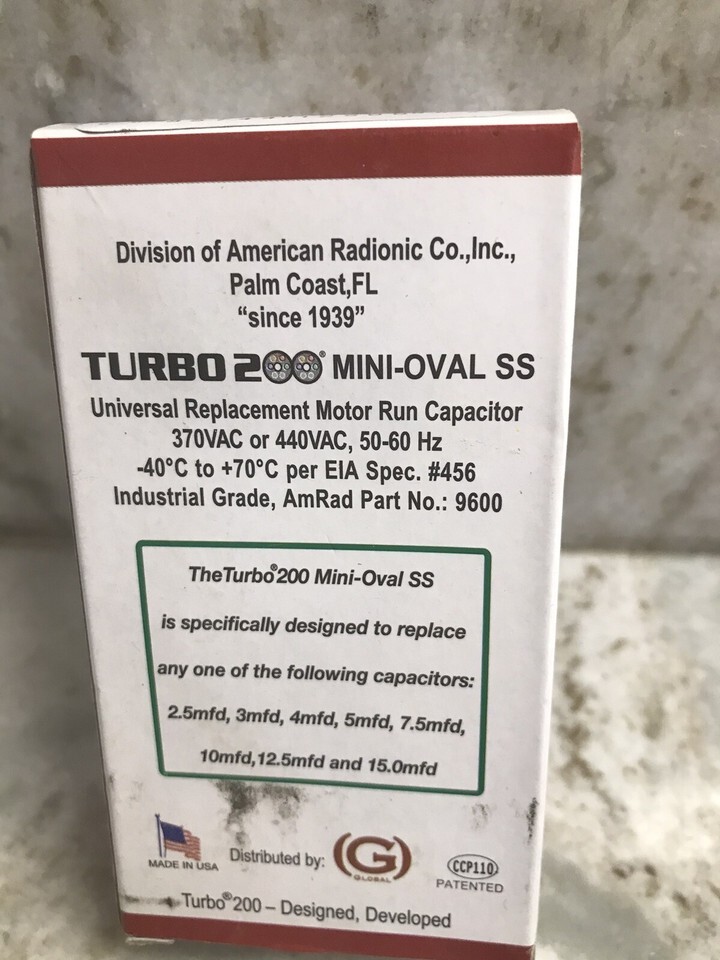 Division of American Radionic Co.,Inc.,
Palm Coast,FL
"since 1939"
TURBO 200® MINI-OVAL SS
Universal Replacement Motor Run Capacitor
370VAC or 440VAC, 50-60 Hz
-40°C to +70°C per EIA Spec. #456
Industrial Grade, AmRad Part No.: 9600
TheTurbo®200 Mini-Oval SS
is specifically designed to replace
any one of the following capacitors:
2.5mfd, 3mfd, 4mfd, 5mfd, 7.5mfd,
10mfd,12.5mfd and 15.0mfd
MADE IN USA
Distributed by:
(G)
GLOBAL
CCP110
PATENTED
Turbo®200 – Designed, Developed